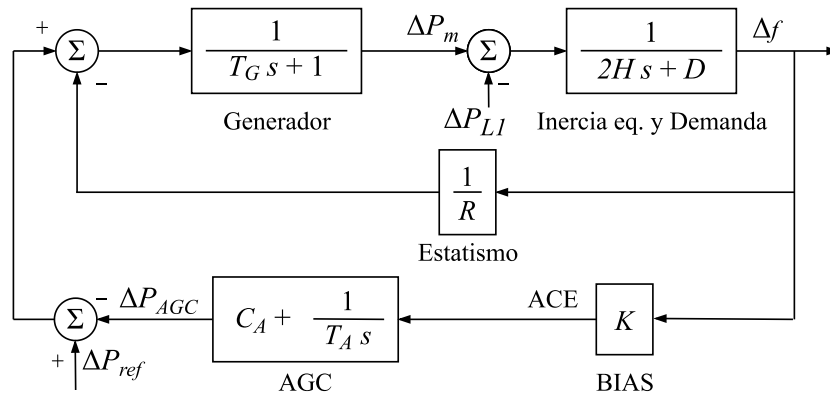 +
Σ
−
1
T_G s + 1
Generador
ΔP_m
Σ
−
ΔP_L1
1
2H s + D
Inercia eq. y Demanda
Δf
1
R
Estatismo
−
Σ
+
ΔP_ref
ΔP_AGC
C_A + 1
T_A s
AGC
ACE
K
BIAS